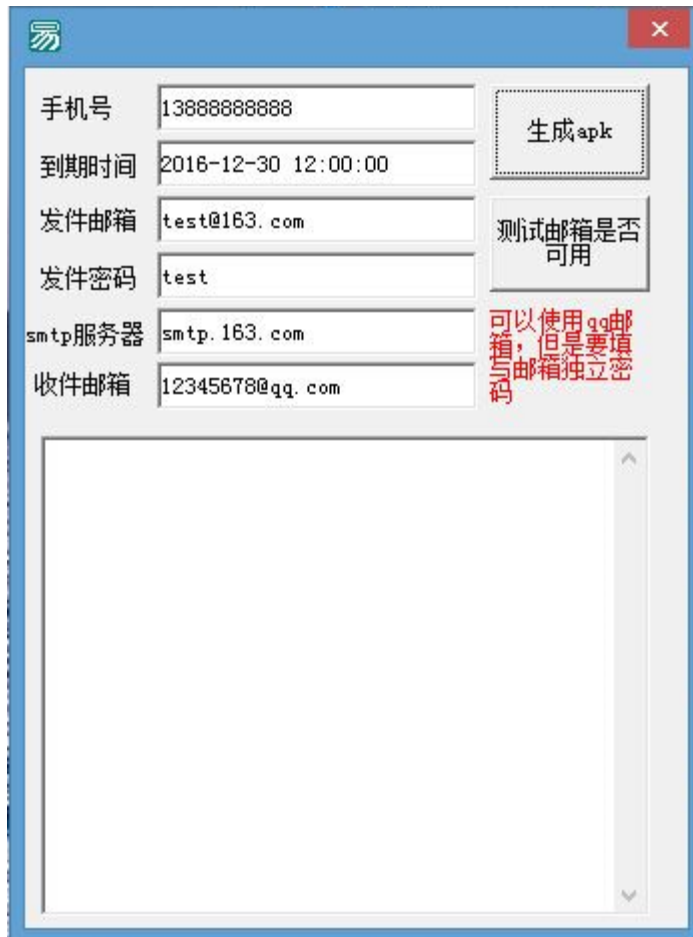 易
手机号
13888888888
生成apk
到期时间
2016-12-30 12:00:00
发件邮箱
test@163.com
测试邮箱是否
可用
发件密码
test
smtp服务器
smtp.163.com
可以使用qq邮
箱，但是要填
写邮箱独立密
码
收件邮箱
12345678@qq.com